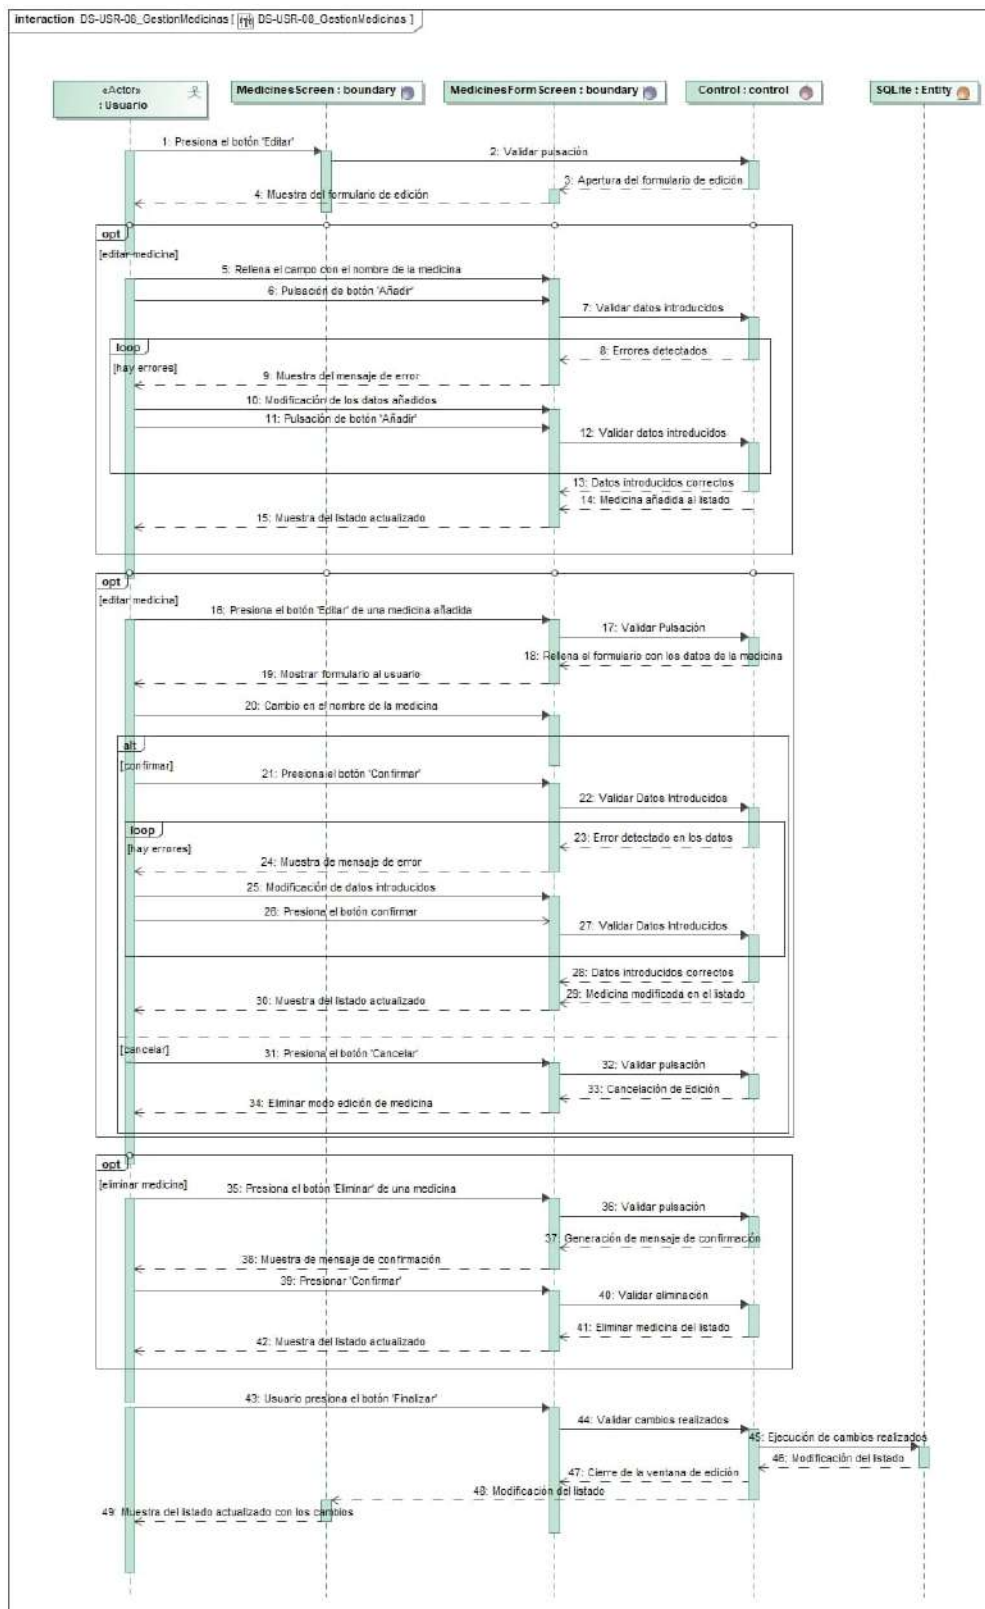 interaction DS-USR-08_GestionMedicinas [ DS-USR-08_GestionMedicinas ]
«Actor»
: Usuario
MedicinesScreen : boundary
MedicinesFormScreen : boundary
Control : control
SQLite : Entity
1: Presiona el botón 'Editar'
2: Validar pulsación
3: Apertura del formulario de edición
4: Muestra del formulario de edición
opt
[editar medicina]
5: Rellena el campo con el nombre de la medicina
6: Pulsación de botón 'Añadir'
7: Validar datos introducidos
loop
8: Errores detectados
[hay errores]
9: Muestra del mensaje de error
10: Modificación de los datos añadidos
11: Pulsación de botón 'Añadir'
12: Validar datos introducidos
13: Datos introducidos correctos
14: Medicina añadida al listado
15: Muestra del listado actualizado
opt
[editar medicina]
16: Presiona el botón 'Editar' de una medicina añadida
17: Validar Pulsación
18: Rellena el formulario con los datos de la medicina
19: Mostrar formulario al usuario
20: Cambio en el nombre de la medicina
alt
[confirmar]
21: Presiona el botón 'Confirmar'
22: Validar Datos Introducidos
loop
23: Error detectado en los datos
[hay errores]
24: Muestra de mensaje de error
25: Modificación de datos introducidos
26: Presiona el botón confirmar
27: Validar Datos Introducidos
28: Datos introducidos correctos
29: Medicina modificada en el listado
30: Muestra del listado actualizado
[cancelar]
31: Presiona el botón 'Cancelar'
32: Validar pulsación
33: Cancelación de Edición
34: Eliminar modo edición de medicina
opt
[eliminar medicina]
35: Presiona el botón 'Eliminar' de una medicina
36: Validar pulsación
37: Generación de mensaje de confirmación
38: Muestra de mensaje de confirmación
39: Presionar 'Confirmar'
40: Validar eliminación
41: Eliminar medicina del listado
42: Muestra del listado actualizado
43: Usuario presiona el botón 'Finalizar'
44: Validar cambios realizados
45: Ejecución de cambios realizados
46: Modificación del listado
47: Cierre de la ventana de edición
48: Modificación del listado
49: Muestra del listado actualizado con los cambios